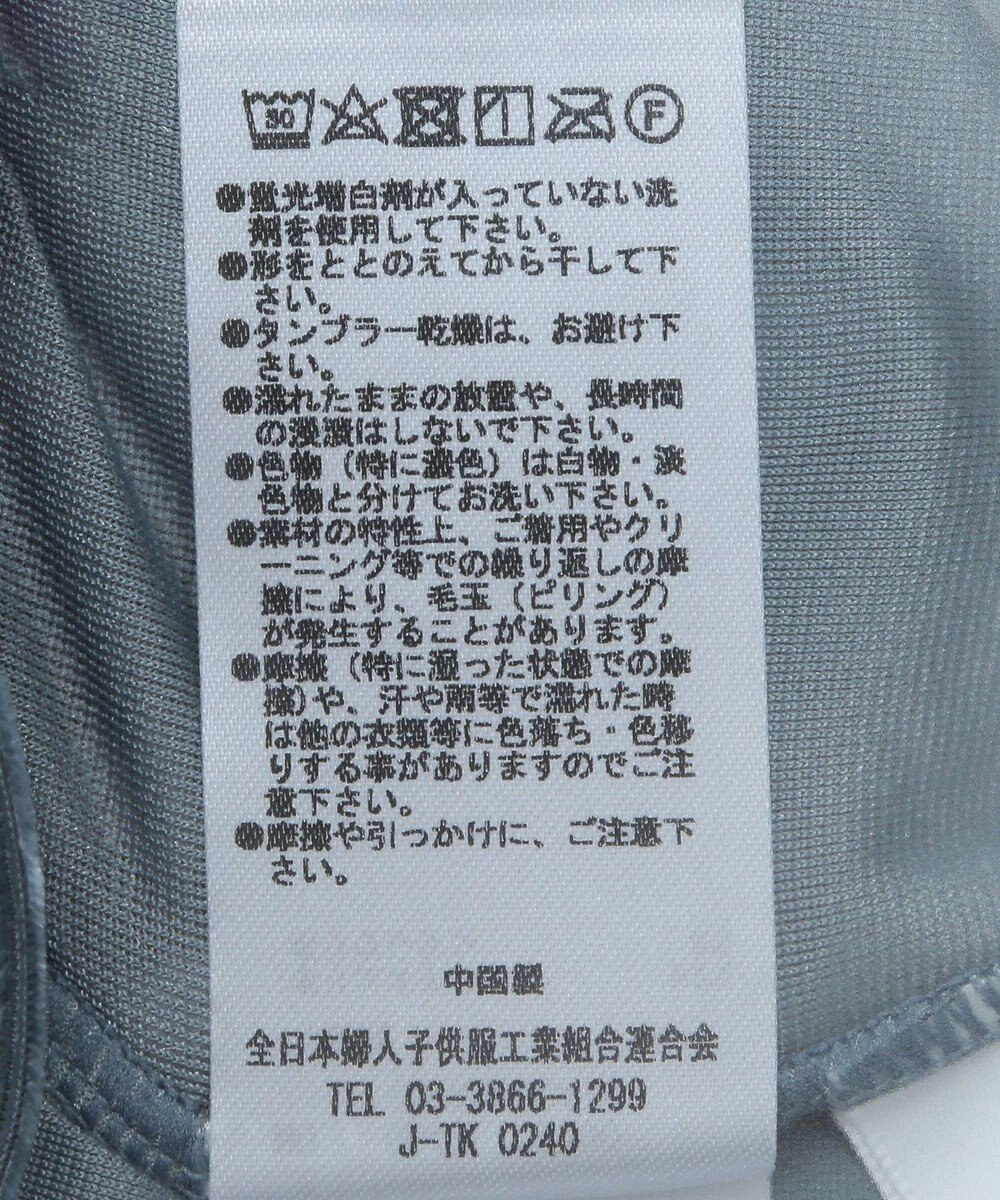 30 F
●蛍光増白剤が入っていない洗
剤を使用して下さい。
●形をととのえてから干して下
さい。
●タンブラー乾燥は、お避け下
さい。
●濡れたままの放置や、長時間
の浸漬はしないで下さい。
●色物(特に濃色)は白物・淡
色物と分けてお洗い下さい。
●素材の特性上、ご着用やクリ
ーニング等での繰り返しの摩
擦により、毛玉(ピリング)
が発生することがあります。
●摩擦(特に湿った状態での摩
擦)や、汗や雨等で濡れた時
は他の衣類等に色落ち・色移
りする事がありますのでご注
意下さい。
●摩擦や引っかけに、ご注意下
さい。
中国製
全日本婦人子供服工業組合連合会
TEL 03-3866-1299
J-TK 0240